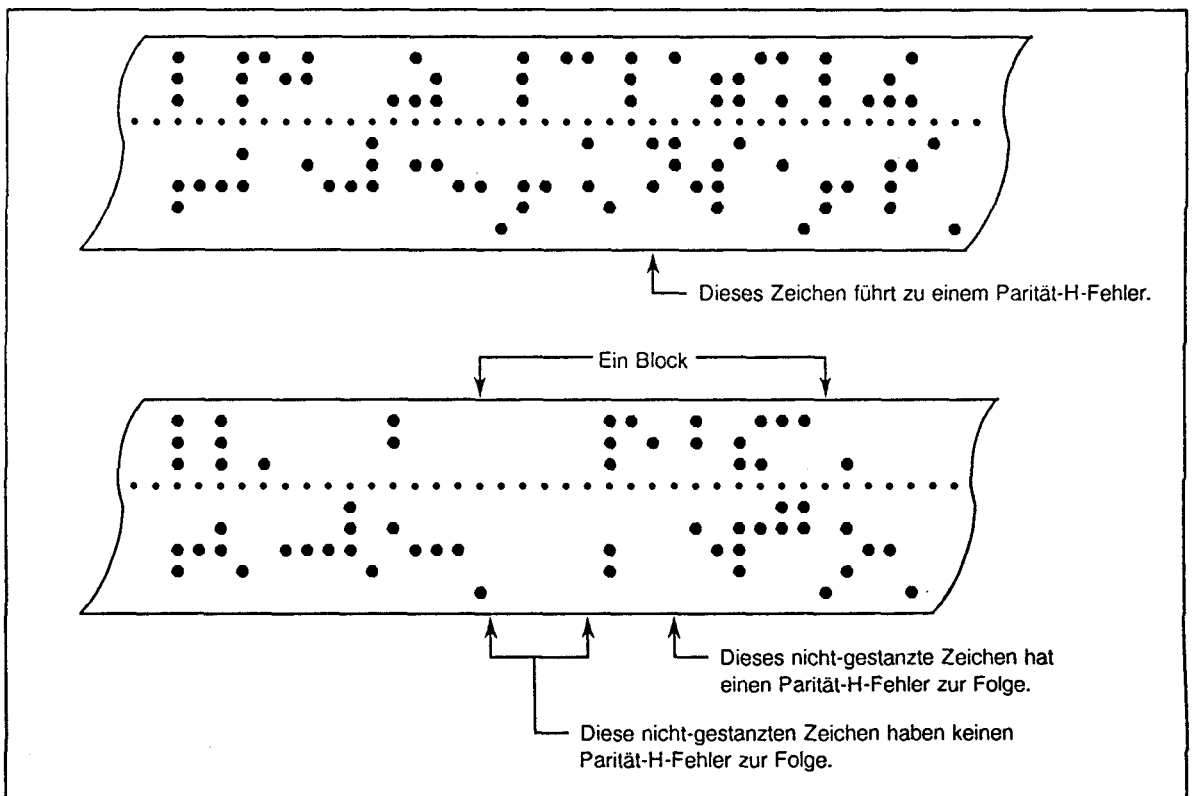 Dieses Zeichen führt zu einem Parität-H-Fehler.
Ein Block
Dieses nicht-gestanzte Zeichen hat
einen Parität-H-Fehler zur Folge.
Diese nicht-gestanzten Zeichen haben keinen
Parität-H-Fehler zur Folge.